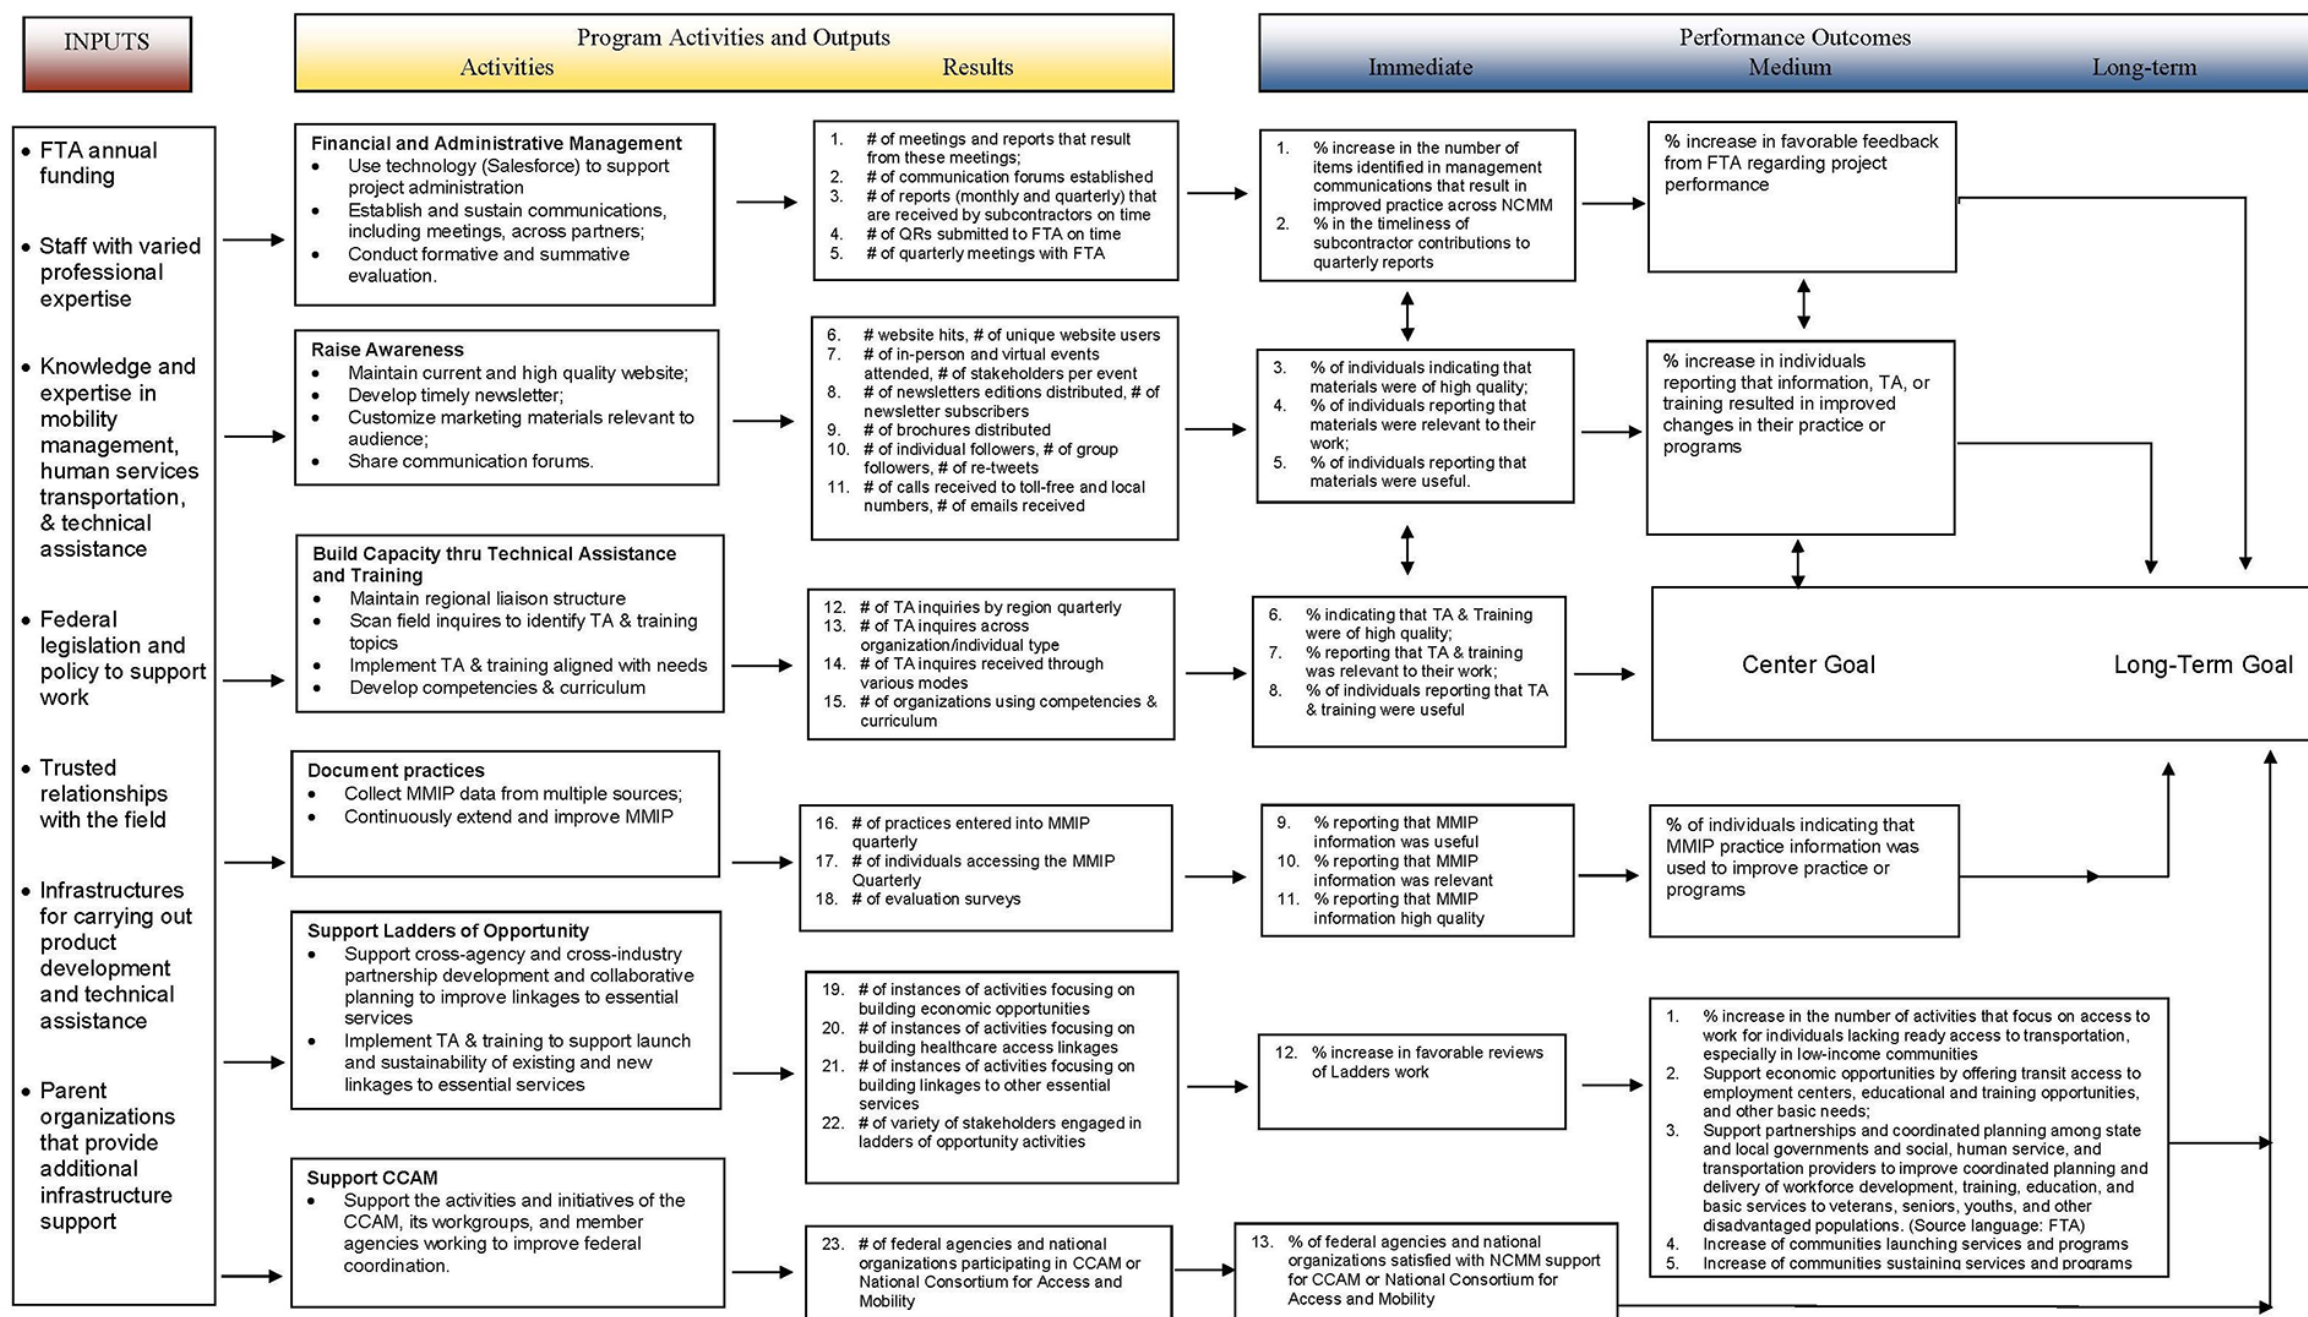 INPUTS
Program Activities and Outputs
Activities
Results
Performance Outcomes
Immediate
Medium
Long-term
• FTA annual
funding
• Staff with varied
professional
expertise
• Knowledge and
expertise in
mobility
management,
human services
transportation,
& technical
assistance
• Federal
legislation and
policy to support
work
• Trusted
relationships
with the field
• Infrastructures
for carrying out
product
development
and technical
assistance
• Parent
organizations
that provide
additional
infrastructure
support
Financial and Administrative Management
• Use technology (Salesforce) to support
project administration
• Establish and sustain communications,
including meetings, across partners;
• Conduct formative and summative
evaluation.
1. # of meetings and reports that result
from these meetings;
2. # of communication forums established
3. # of reports (monthly and quarterly) that
are received by subcontractors on time
4. # of QRs submitted to FTA on time
5. # of quarterly meetings with FTA
1. % increase in the number of
items identified in management
communications that result in
improved practice across NCMM
2. % in the timeliness of
subcontractor contributions to
quarterly reports
% increase in favorable feedback
from FTA regarding project
performance
Raise Awareness
• Maintain current and high quality website;
• Develop timely newsletter;
• Customize marketing materials relevant to
audience;
• Share communication forums.
6. # website hits, # of unique website users
7. # of in-person and virtual events
attended, # of stakeholders per event
8. # of newsletters editions distributed, # of
newsletter subscribers
9. # of brochures distributed
10. # of individual followers, # of group
followers, # of re-tweets
11. # of calls received to toll-free and local
numbers, # of emails received
3. % of individuals indicating that
materials were of high quality;
4. % of individuals reporting that
materials were relevant to their
work;
5. % of individuals reporting that
materials were useful.
% increase in individuals
reporting that information, TA, or
training resulted in improved
changes in their practice or
programs
Build Capacity thru Technical Assistance
and Training
• Maintain regional liaison structure
• Scan field inquires to identify TA & training
topics
• Implement TA & training aligned with needs
• Develop competencies & curriculum
12. # of TA inquiries by region quarterly
13. # of TA inquires across
organization/individual type
14. # of TA inquires received through
various modes
15. # of organizations using competencies &
curriculum
6. % indicating that TA & Training
were of high quality;
7. % reporting that TA & training
was relevant to their work;
8. % of individuals reporting that TA
& training were useful
Center Goal
Long-Term Goal
Document practices
• Collect MMIP data from multiple sources;
• Continuously extend and improve MMIP
16. # of practices entered into MMIP
quarterly
17. # of individuals accessing the MMIP
Quarterly
18. # of evaluation surveys
9. % reporting that MMIP
information was useful
10. % reporting that MMIP
information was relevant
11. % reporting that MMIP
information high quality
% of individuals indicating that
MMIP practice information was
used to improve practice or
programs
Support Ladders of Opportunity
• Support cross-agency and cross-industry
partnership development and collaborative
planning to improve linkages to essential
services
• Implement TA & training to support launch
and sustainability of existing and new
linkages to essential services
19. # of instances of activities focusing on
building economic opportunities
20. # of instances of activities focusing on
building healthcare access linkages
21. # of instances of activities focusing on
building linkages to other essential
services
22. # of variety of stakeholders engaged in
ladders of opportunity activities
12. % increase in favorable reviews
of Ladders work
1. % increase in the number of activities that focus on access to
work for individuals lacking ready access to transportation,
especially in low-income communities
2. Support economic opportunities by offering transit access to
employment centers, educational and training opportunities,
and other basic needs;
3. Support partnerships and coordinated planning among state
and local governments and social, human service, and
transportation providers to improve coordinated planning and
delivery of workforce development, training, education, and
basic services to veterans, seniors, youths, and other
disadvantaged populations. (Source language: FTA)
4. Increase of communities launching services and programs
5. Increase of communities sustaining services and programs
Support CCAM
• Support the activities and initiatives of the
CCAM, its workgroups, and member
agencies working to improve federal
coordination.
23. # of federal agencies and national
organizations participating in CCAM or
National Consortium for Access and
Mobility
13. % of federal agencies and national
organizations satisfied with NCMM support
for CCAM or National Consortium for
Access and Mobility